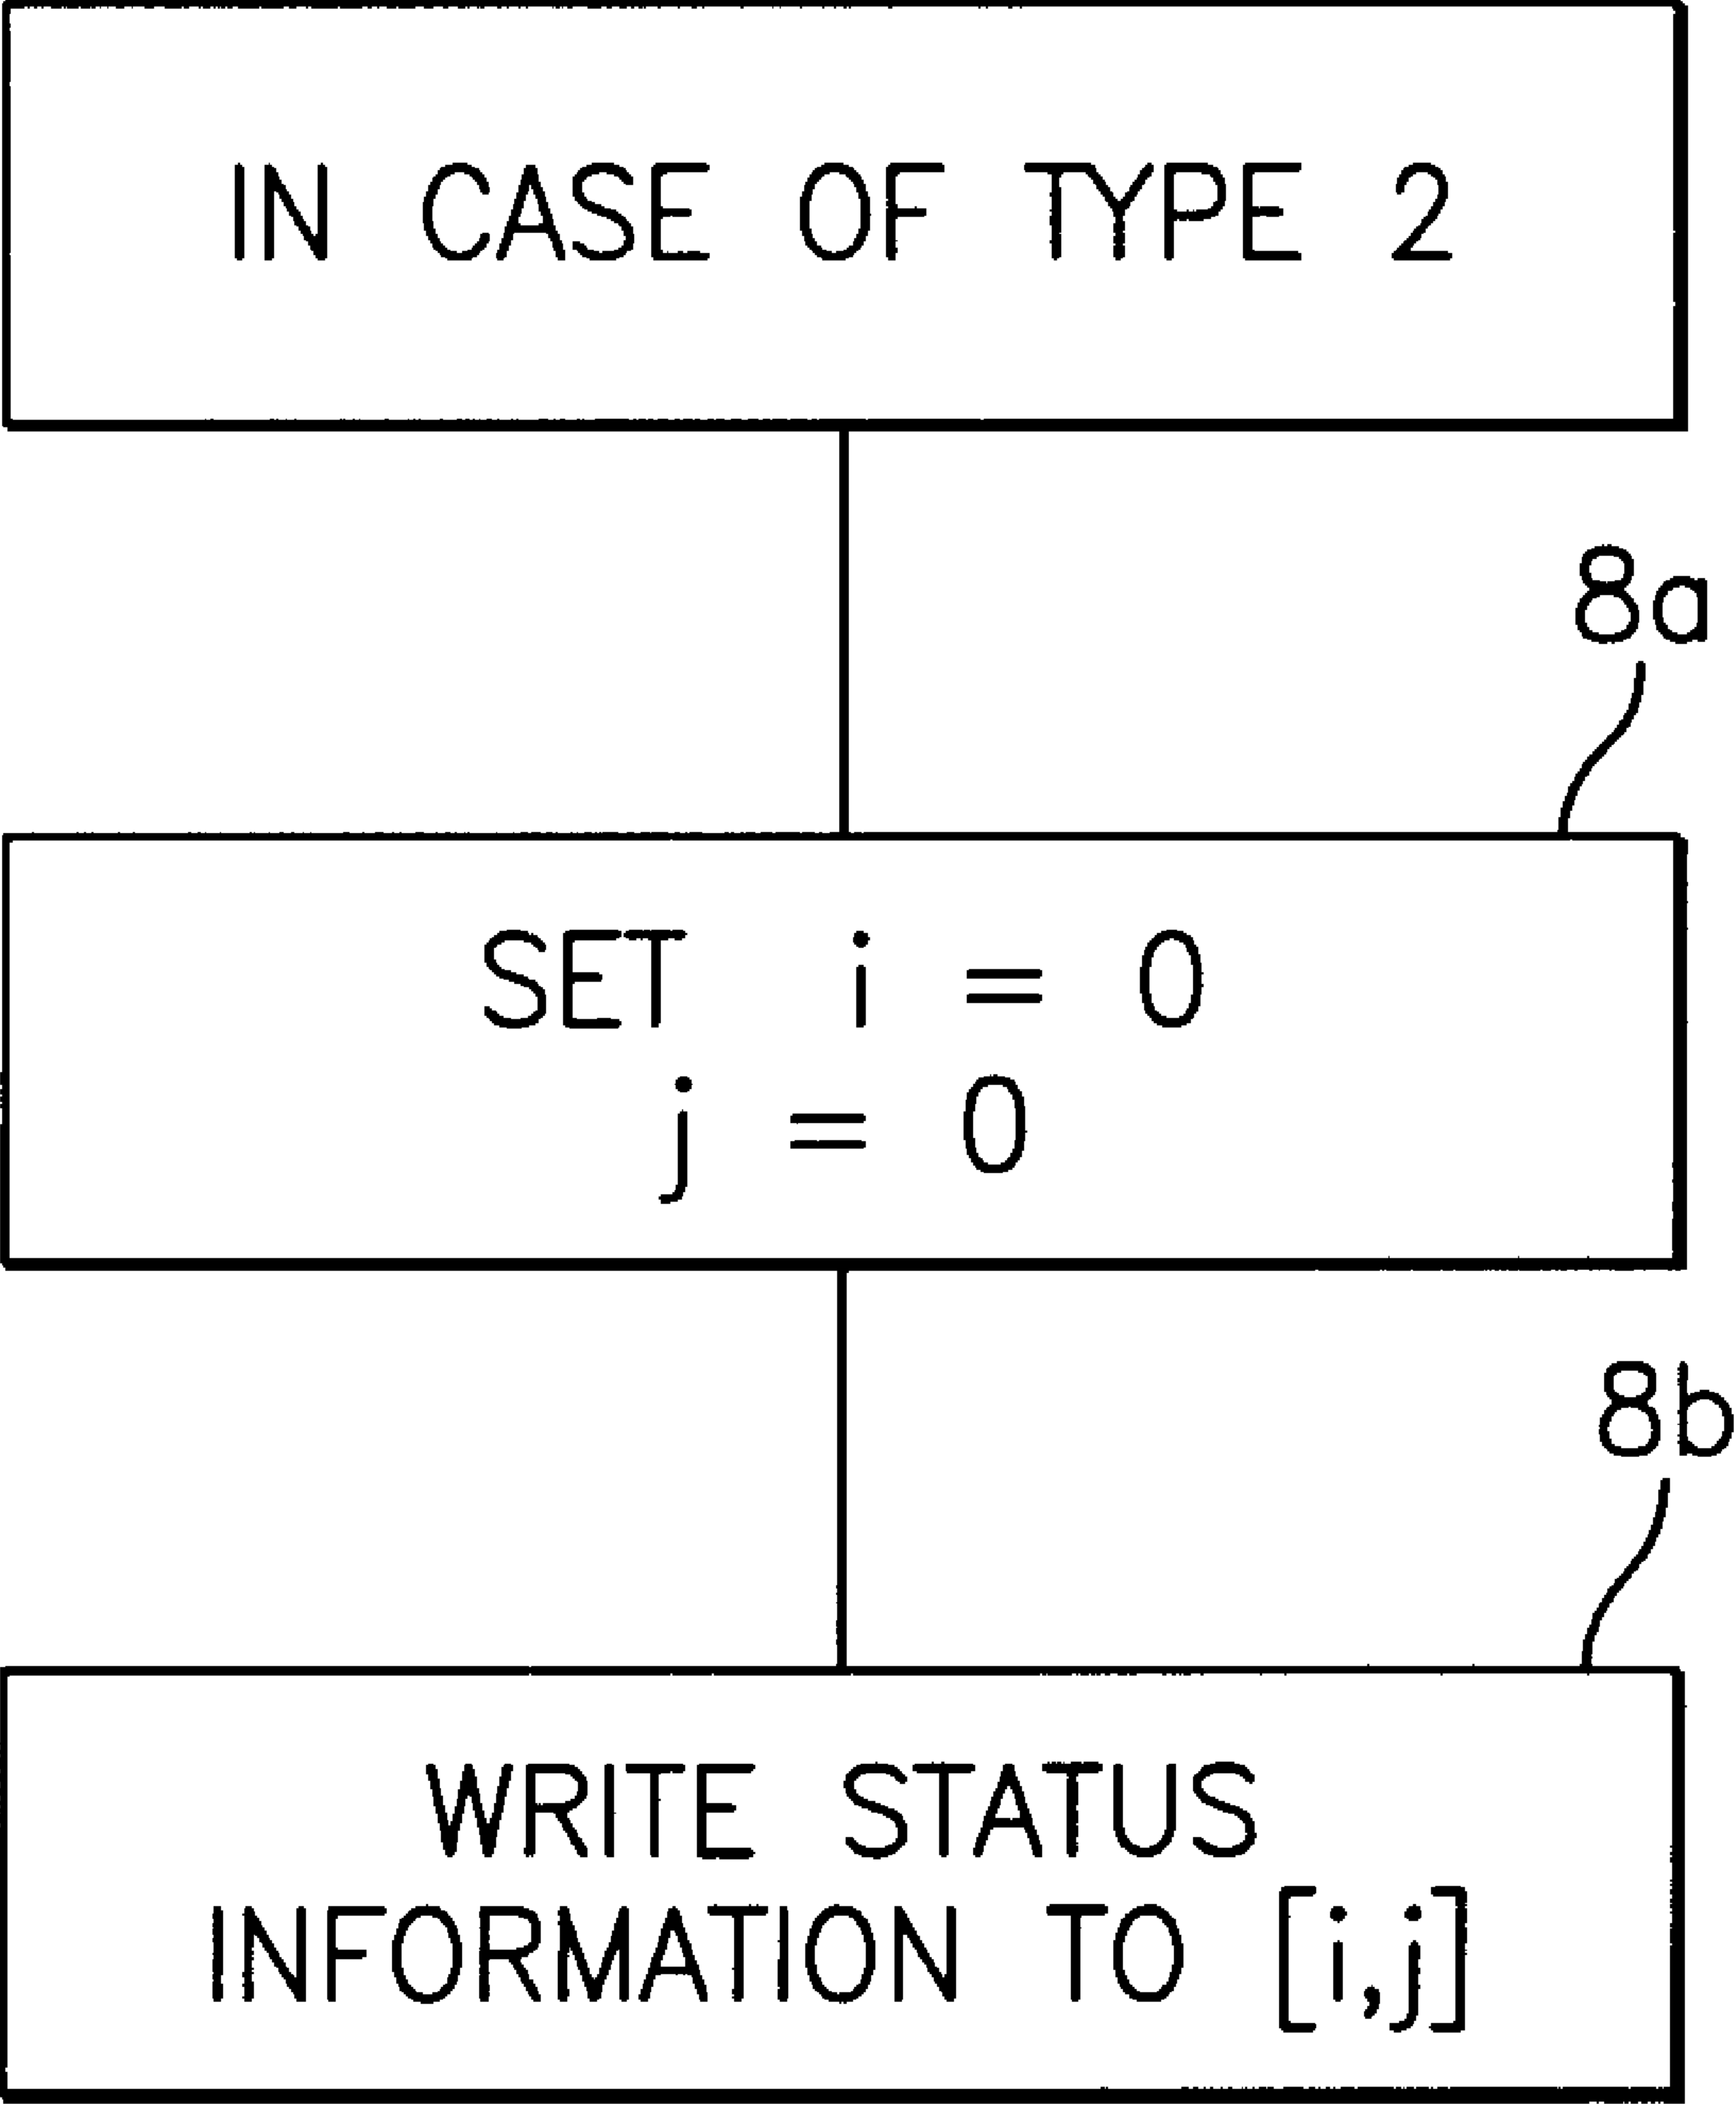 IN CASE OF TYPE 2
8a
SET i = 0
j = 0
8b
WRITE STATUS
INFORMATION TO [i,j]